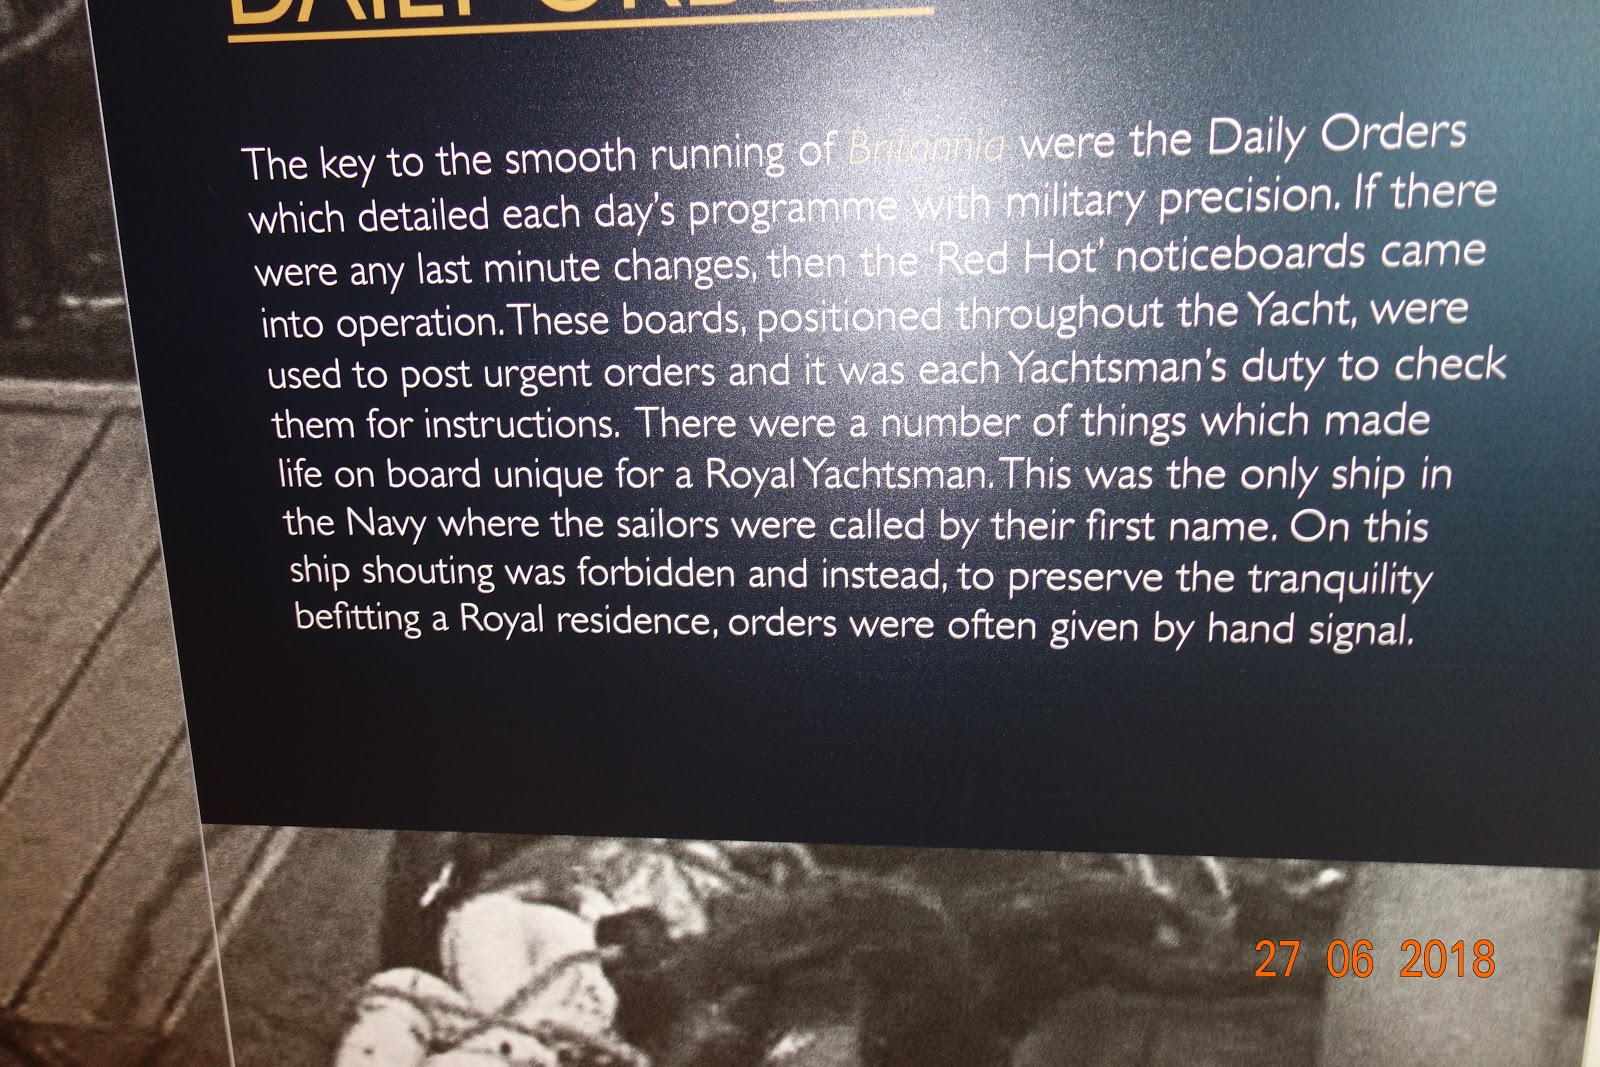 DAILY ORDERS
The key to the smooth running of Britannia were the Daily Orders
which detailed each day's programme with military precision. If there
were any last minute changes, then the 'Red Hot' noticeboards came
into operation. These boards, positioned throughout the Yacht, were
used to post urgent orders and it was each Yachtsman's duty to check
them for instructions. There were a number of things which made
life on board unique for a Royal Yachtsman. This was the only ship in
the Navy where the sailors were called by their first name. On this
ship shouting was forbidden and instead, to preserve the tranquility
befitting a Royal residence, orders were often given by hand signal.
27 06 2018